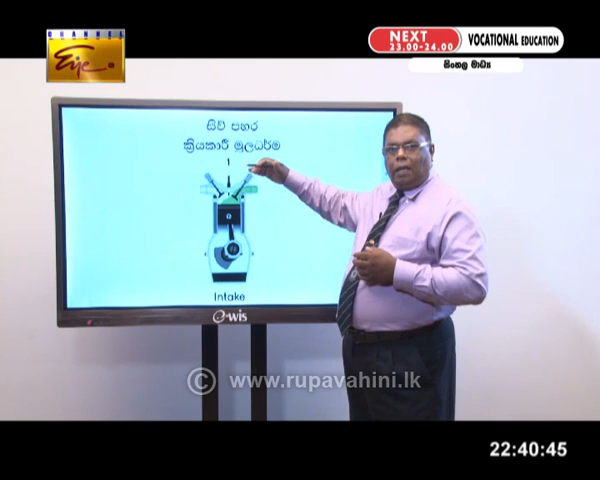 CHANNEL
Eye
NEXT
23.00-24.00
VOCATIONAL EDUCATION
සිංහල මාධ්‍ය
සිව් පහර
ක්‍රියකාරී මූලධර්ම
1
Intake
e-wis
© www.rupavahini.lk
22:40:45